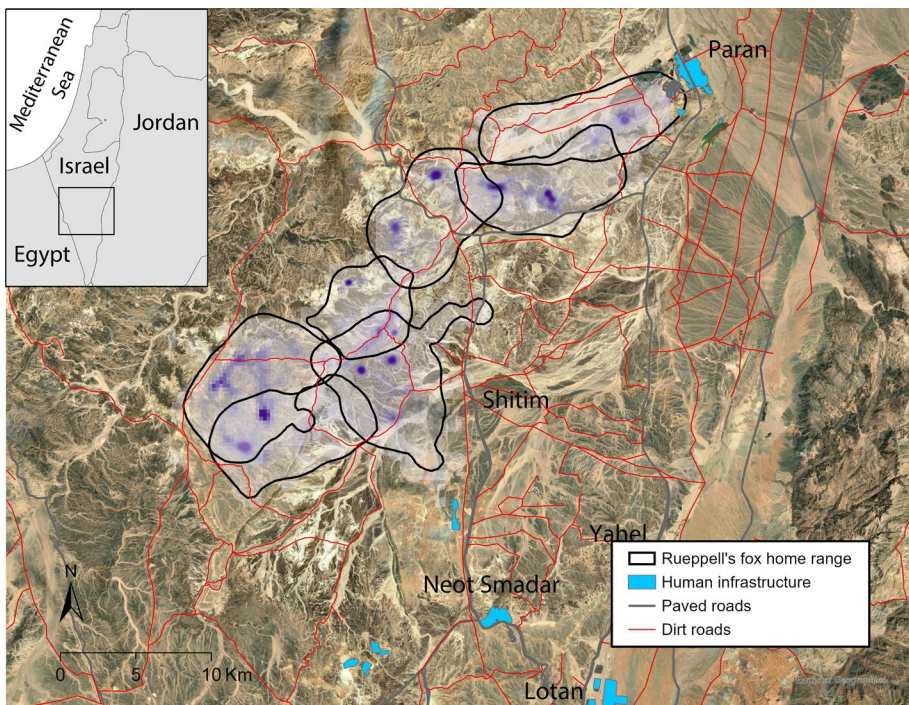 Mediterranean
Sea
Jordan
Israel
Egypt
Paran
Shitim
Yahel
Neot Smadar
Lotan
N
0 5 10 Km
Rueppell's fox home range
Human infrastructure
Paved roads
Dirt roads